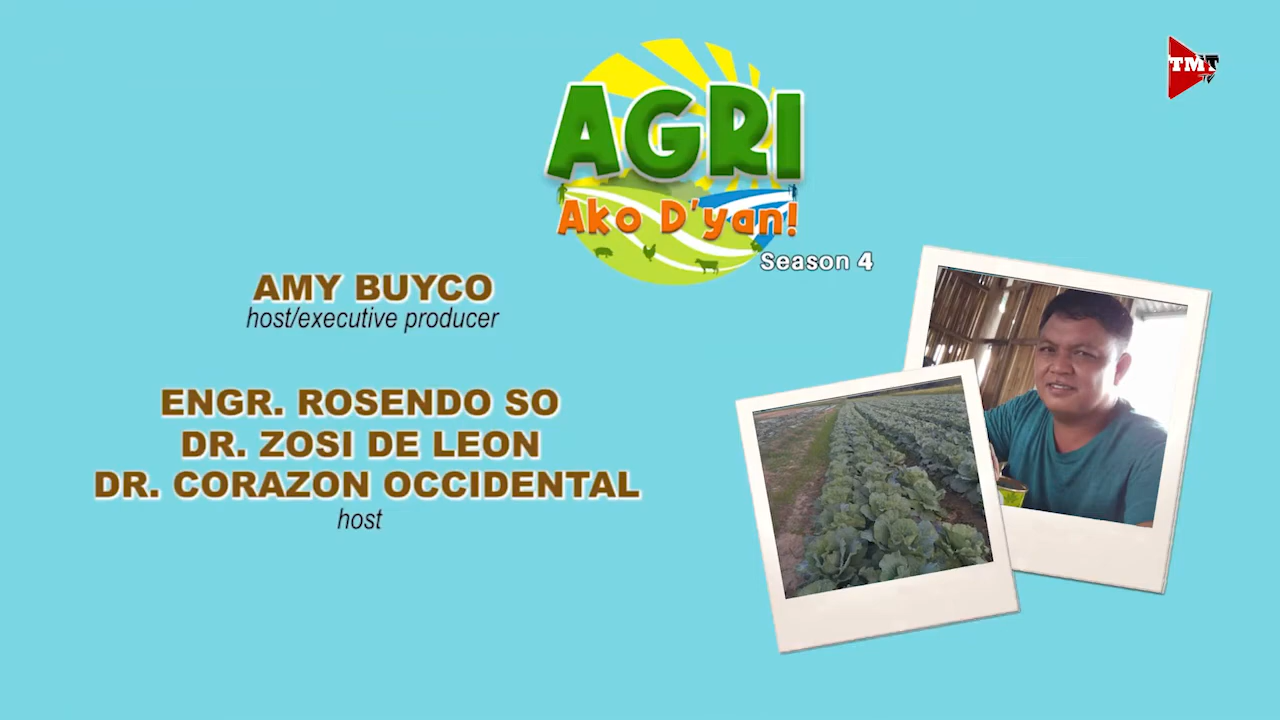 TMT
AGRI
Ako D'yan!
Season 4
AMY BUYCO
host/executive producer
ENGR. ROSENDO SO
DR. ZOSI DE LEON
DR. CORAZON OCCIDENTAL
host